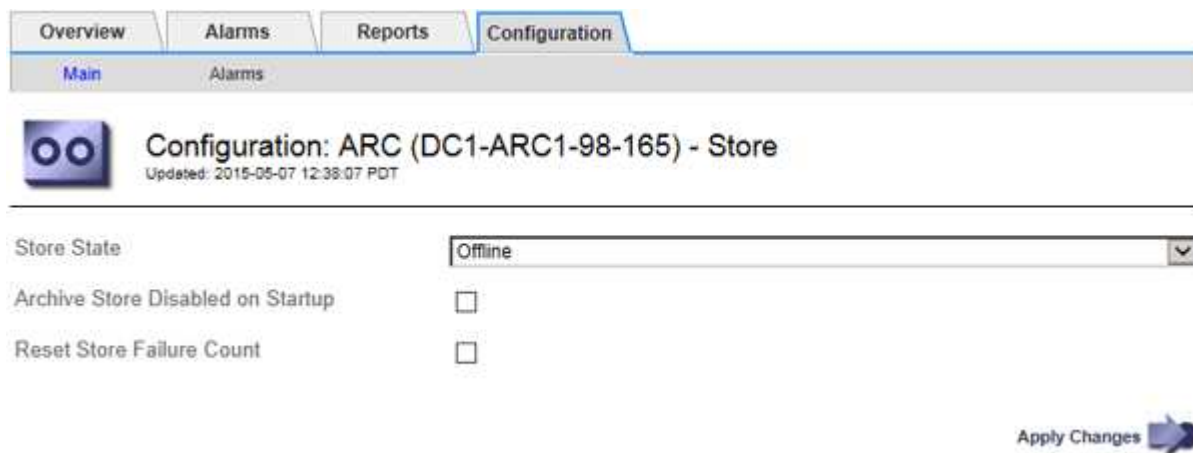 Overview Alarms Reports Configuration
Main Alarms
Configuration: ARC (DC1-ARC1-98-165) - Store
Updated: 2015-05-07 12:38:07 PDT
Store State Offline
Archive Store Disabled on Startup
Reset Store Failure Count
Apply Changes